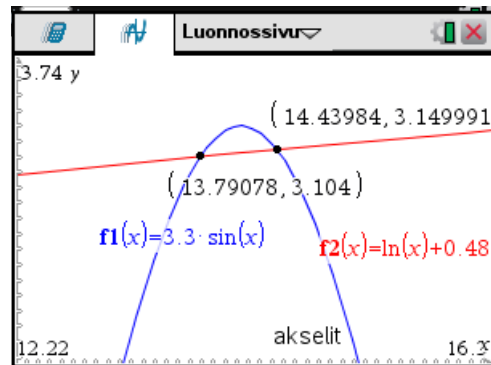 Luonnossivu
3.74 y
(14.43984, 3.149991
(13.79078, 3.104)
f1(x)=3.3·sin(x)
f2(x)=ln(x)+0.48
akselit
12.22